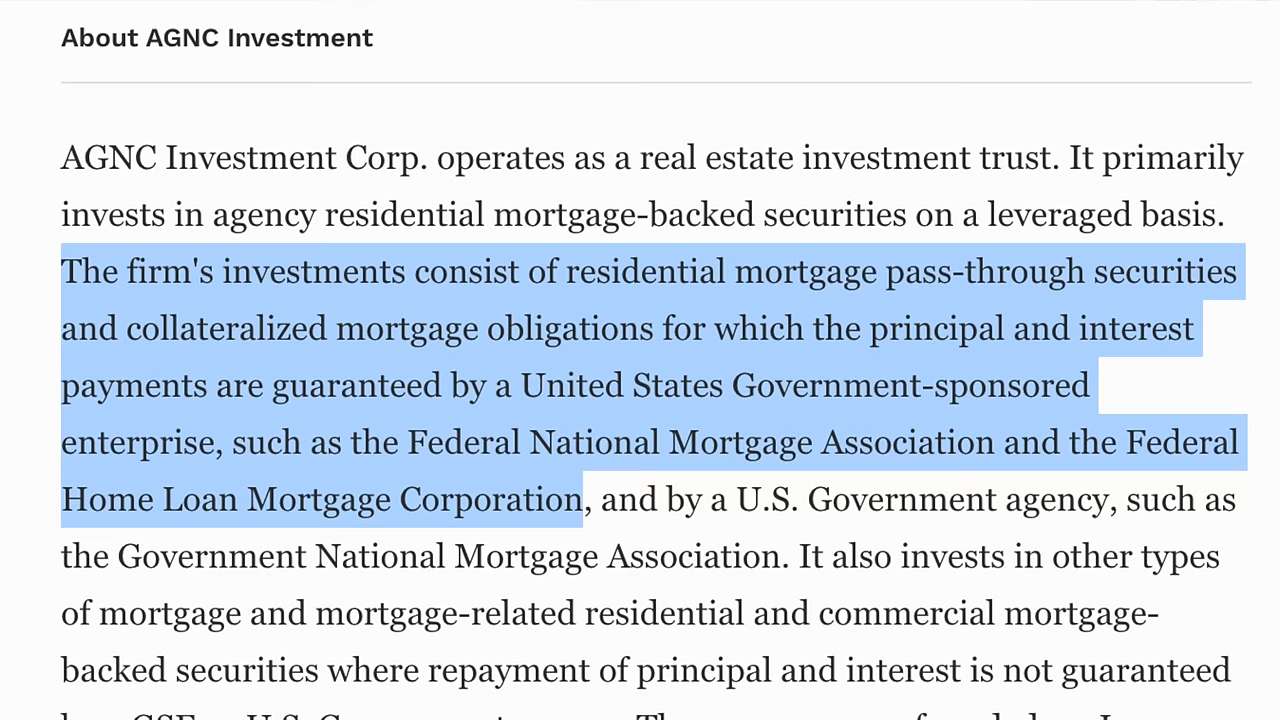 About AGNC Investment
AGNC Investment Corp. operates as a real estate investment trust. It primarily
invests in agency residential mortgage-backed securities on a leveraged basis.
The firm's investments consist of residential mortgage pass-through securities
and collateralized mortgage obligations for which the principal and interest
payments are guaranteed by a United States Government-sponsored
enterprise, such as the Federal National Mortgage Association and the Federal
Home Loan Mortgage Corporation, and by a U.S. Government agency, such as
the Government National Mortgage Association. It also invests in other types
of mortgage and mortgage-related residential and commercial mortgage-
backed securities where repayment of principal and interest is not guaranteed